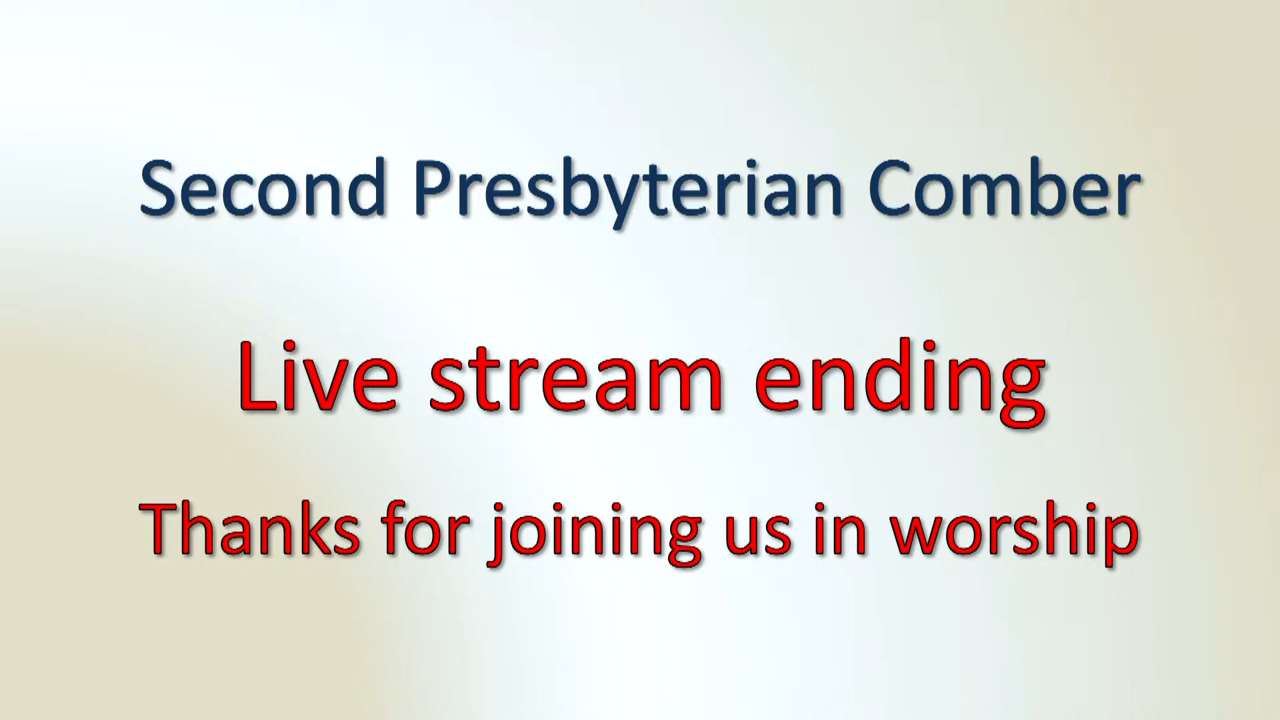 Second Presbyterian Comber
Live stream ending
Thanks for joining us in worship